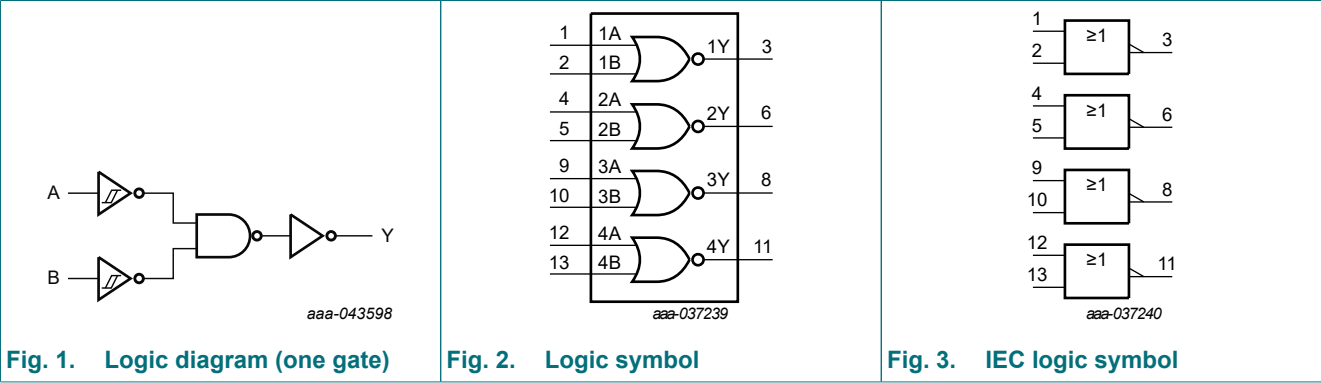 A
B
Y
aaa-043598
Fig. 1. Logic diagram (one gate)
1 1A
2 1B
1Y 3
4 2A
5 2B
2Y 6
9 3A
10 3B
3Y 8
12 4A
13 4B
4Y 11
aaa-037239
Fig. 2. Logic symbol
1
2
≥1
3
4
5
≥1
6
9
10
≥1
8
12
13
≥1
11
aaa-037240
Fig. 3. IEC logic symbol